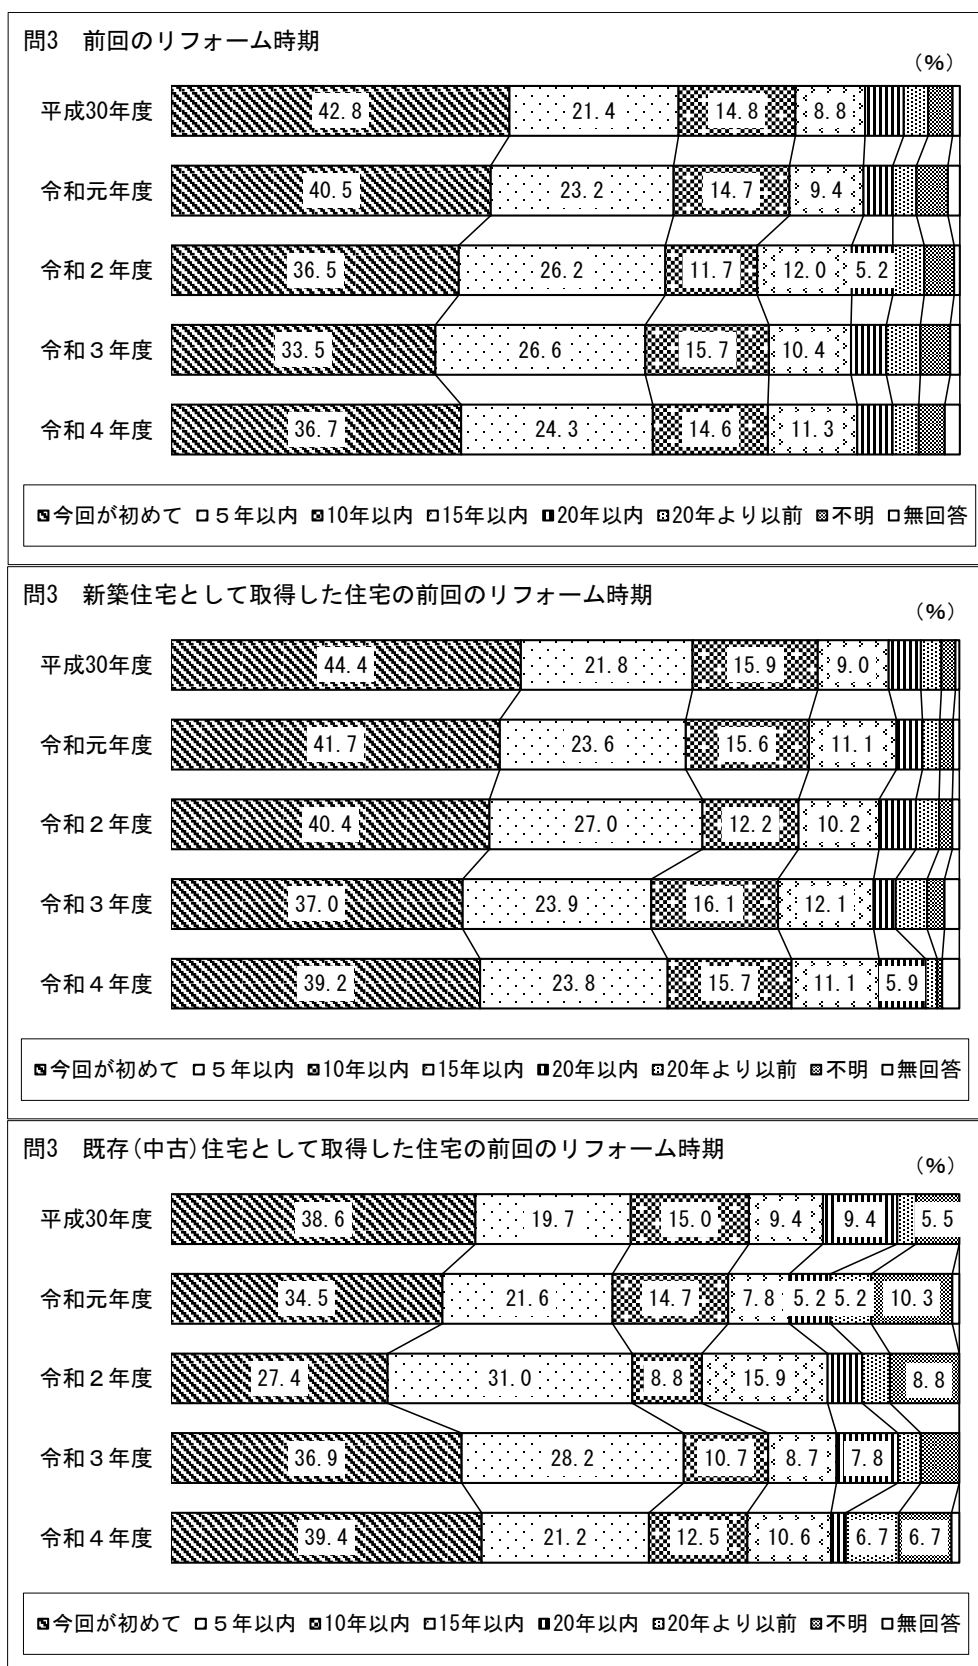 問3　前回のリフォーム時期
(%)
平成30年度 42.8 21.4 14.8 8.8
令和元年度 40.5 23.2 14.7 9.4
令和２年度 36.5 26.2 11.7 12.0 5.2
令和３年度 33.5 26.6 15.7 10.4
令和４年度 36.7 24.3 14.6 11.3
今回が初めて ５年以内 10年以内 15年以内 20年以内 20年より以前 不明 無回答
問3　新築住宅として取得した住宅の前回のリフォーム時期
(%)
平成30年度 44.4 21.8 15.9 9.0
令和元年度 41.7 23.6 15.6 11.1
令和２年度 40.4 27.0 12.2 10.2
令和３年度 37.0 23.9 16.1 12.1
令和４年度 39.2 23.8 15.7 11.1 5.9
今回が初めて ５年以内 10年以内 15年以内 20年以内 20年より以前 不明 無回答
問3　既存(中古)住宅として取得した住宅の前回のリフォーム時期
(%)
平成30年度 38.6 19.7 15.0 9.4 9.4 5.5
令和元年度 34.5 21.6 14.7 7.8 5.2 5.2 10.3
令和２年度 27.4 31.0 8.8 15.9 8.8
令和３年度 36.9 28.2 10.7 8.7 7.8
令和４年度 39.4 21.2 12.5 10.6 6.7 6.7
今回が初めて ５年以内 10年以内 15年以内 20年以内 20年より以前 不明 無回答